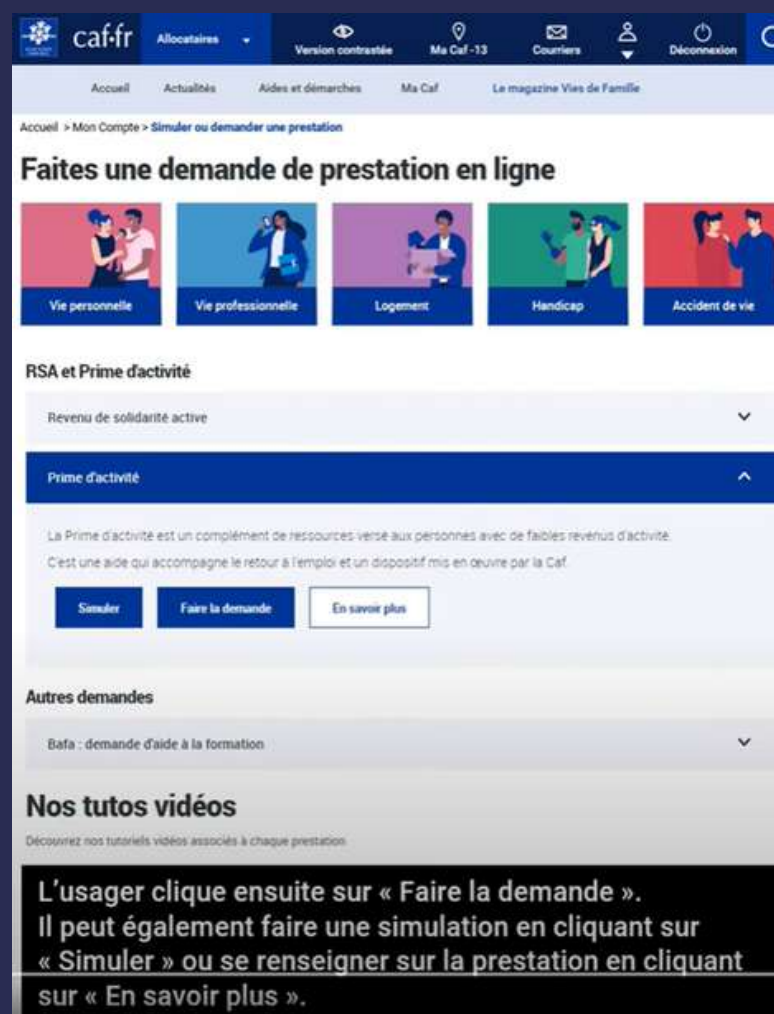 caf.fr
Allocataires
Version contrastée
Ma Caf -13
Courriers
Déconnexion
Accueil
Actualités
Aides et démarches
Ma Caf
Le magazine Vies de Famille
Accueil > Mon Compte > Simuler ou demander une prestation
Faites une demande de prestation en ligne
Vie personnelle
Vie professionnelle
Logement
Handicap
Accident de vie
RSA et Prime d'activité
Revenu de solidarité active
Prime d'activité
La Prime d'activité est un complément de ressources versé aux personnes avec de faibles revenus d'activité.
C'est une aide qui accompagne le retour à l'emploi et un dispositif mis en œuvre par la Caf.
Simuler
Faire la demande
En savoir plus
Autres demandes
Bafa : demande d'aide à la formation
Nos tutos vidéos
Découvrez nos tutoriels vidéos associés à chaque prestation
L'usager clique ensuite sur « Faire la demande ».
Il peut également faire une simulation en cliquant sur
« Simuler » ou se renseigner sur la prestation en cliquant
sur « En savoir plus ».